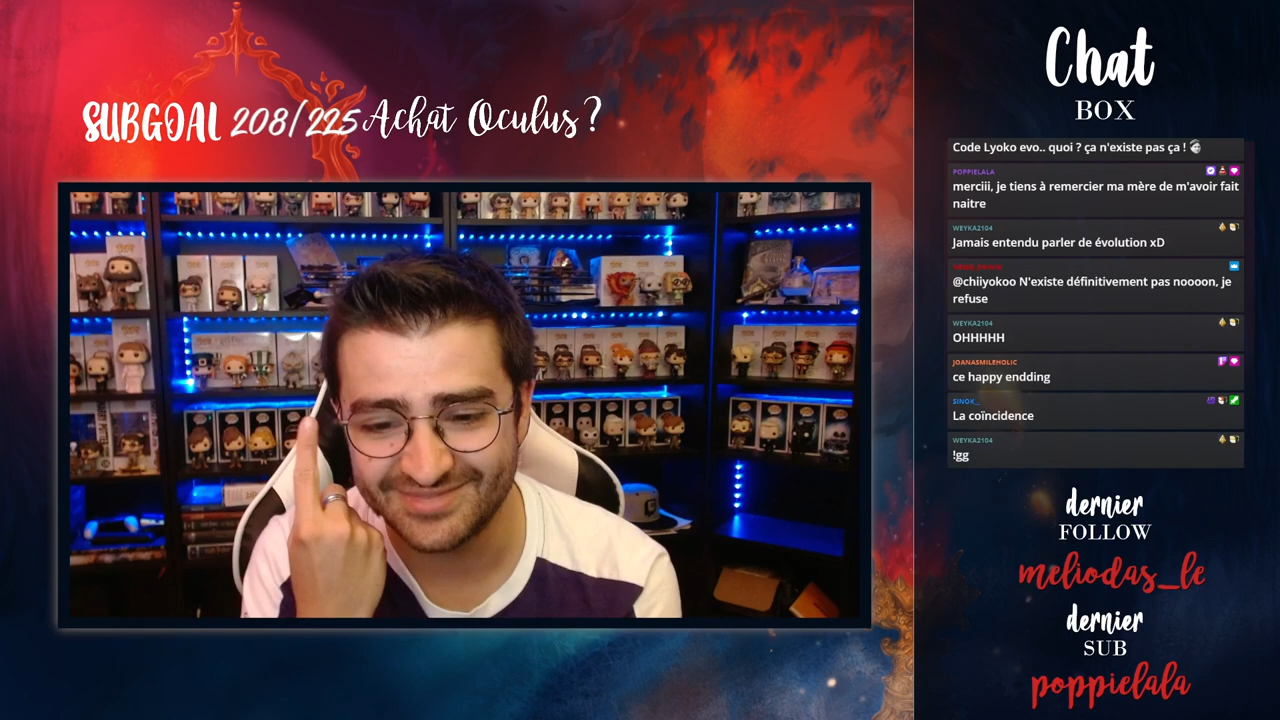 SUBGOAL 208/225 Achat Oculus ?
Chat
BOX
Code Lyoko evo.. quoi ? ça n'existe pas ça !
POPPIELALA
merciii, je tiens à remercier ma mère de m'avoir fait
naitre
WEYKA2104
Jamais entendu parler de évolution xD
@chiiyokoo N'existe définitivement pas noooon, je
refuse
WEYKA2104
OHHHHH
JOANASMILEHOLIC
ce happy endding
SINOK_
La coïncidence
WEYKA2104
!gg
dernier
FOLLOW
meliodas_le
dernier
SUB
poppielala